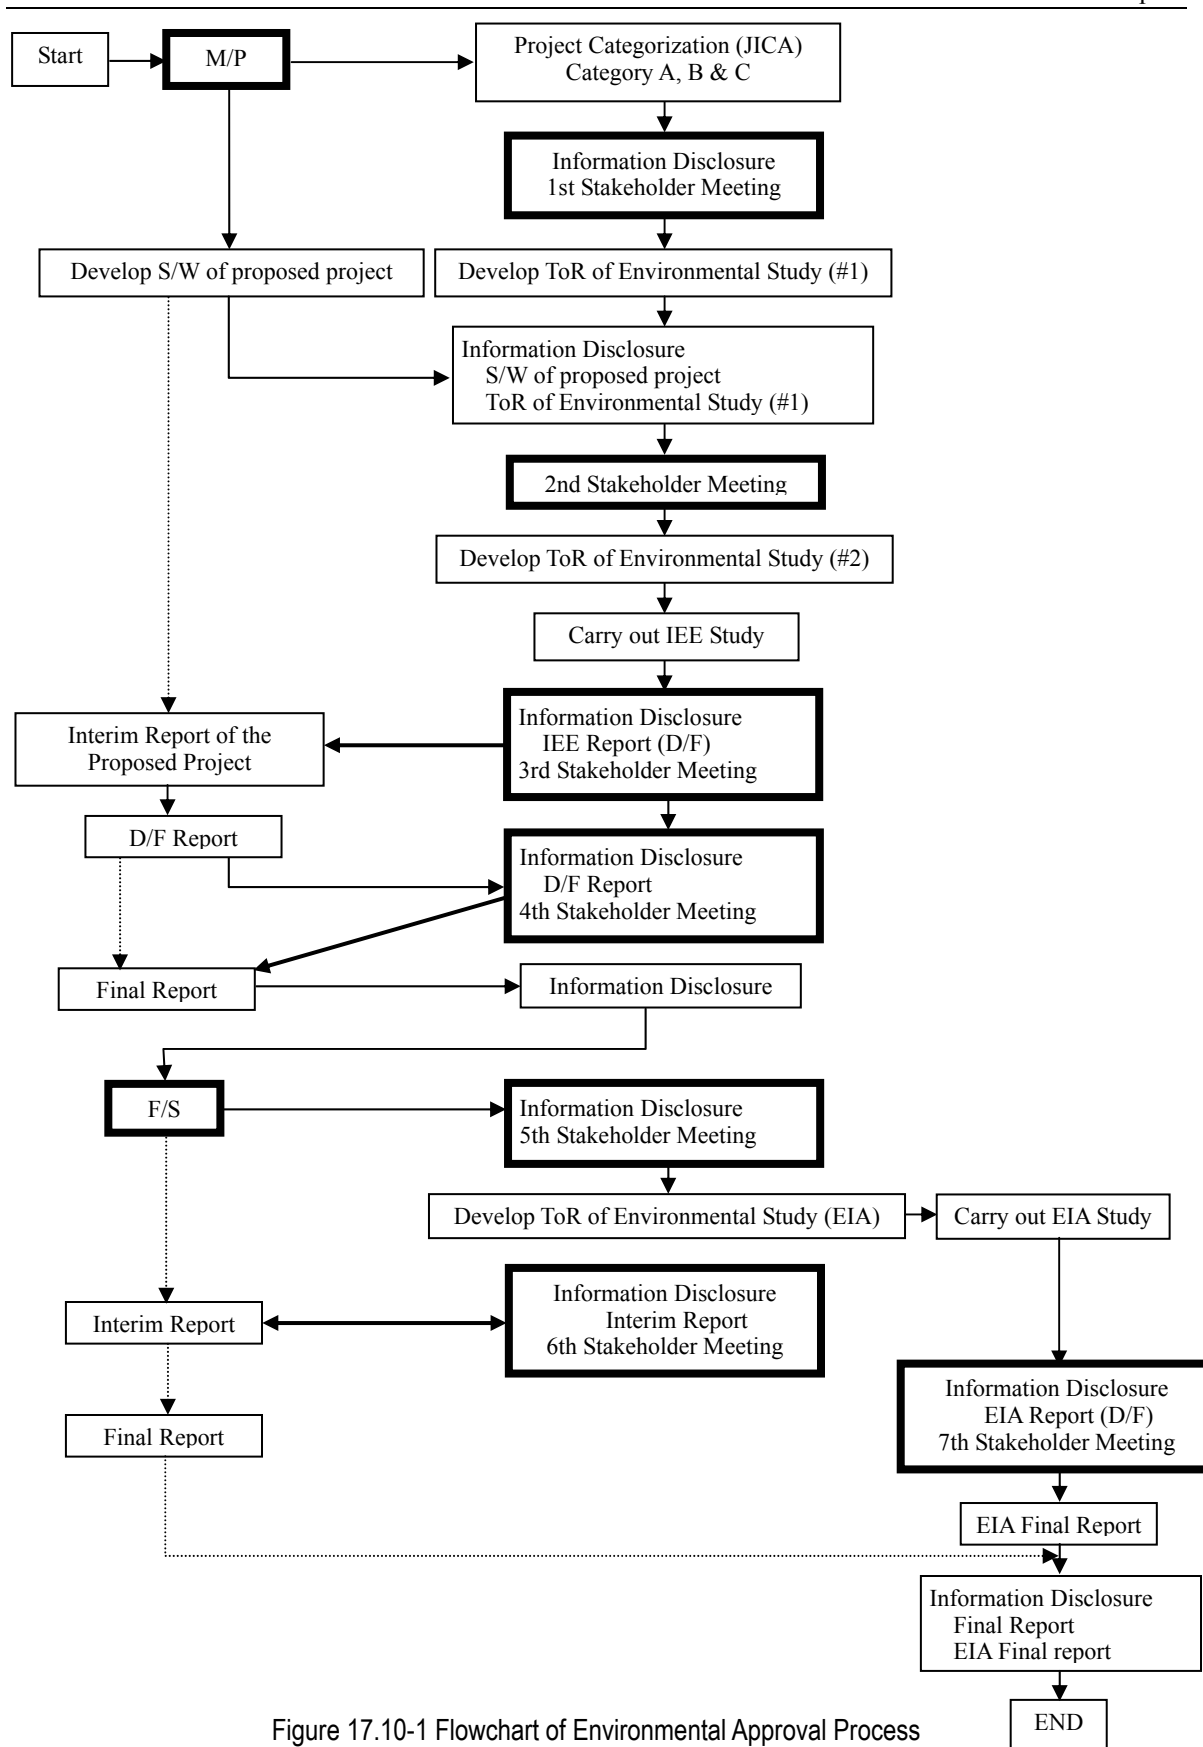 Start
M/P
Project Categorization (JICA)
Category A, B & C
Information Disclosure
1st Stakeholder Meeting
Develop S/W of proposed project
Develop ToR of Environmental Study (#1)
Information Disclosure
S/W of proposed project
ToR of Environmental Study (#1)
2nd Stakeholder Meeting
Develop ToR of Environmental Study (#2)
Carry out IEE Study
Interim Report of the
Proposed Project
Information Disclosure
IEE Report (D/F)
3rd Stakeholder Meeting
D/F Report
Information Disclosure
D/F Report
4th Stakeholder Meeting
Final Report
Information Disclosure
F/S
Information Disclosure
5th Stakeholder Meeting
Develop ToR of Environmental Study (EIA)
Carry out EIA Study
Interim Report
Information Disclosure
Interim Report
6th Stakeholder Meeting
Information Disclosure
EIA Report (D/F)
7th Stakeholder Meeting
Final Report
EIA Final Report
Information Disclosure
Final Report
EIA Final report
END
Figure 17.10-1 Flowchart of Environmental Approval Process